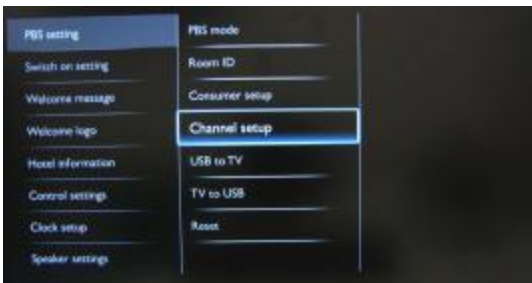 PBS setting
Switch on setting
Welcome message
Welcome logo
Hotel information
Control settings
Clock setup
Speaker settings
PBS mode
Room ID
Consumer setup
Channel setup
USB to TV
TV to USB
Reset